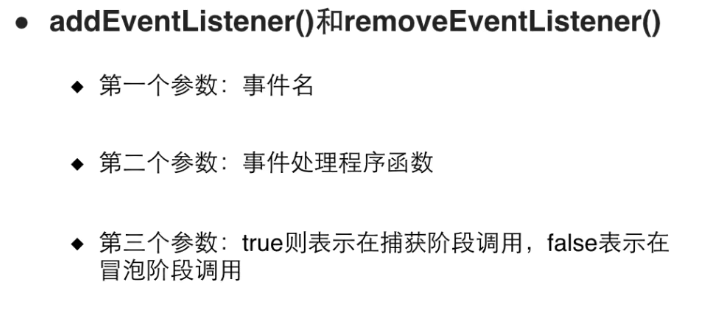 ● addEventListener()和removeEventListener()
◆ 第一个参数：事件名
◆ 第二个参数：事件处理程序函数
◆ 第三个参数：true则表示在捕获阶段调用，false表示在
冒泡阶段调用